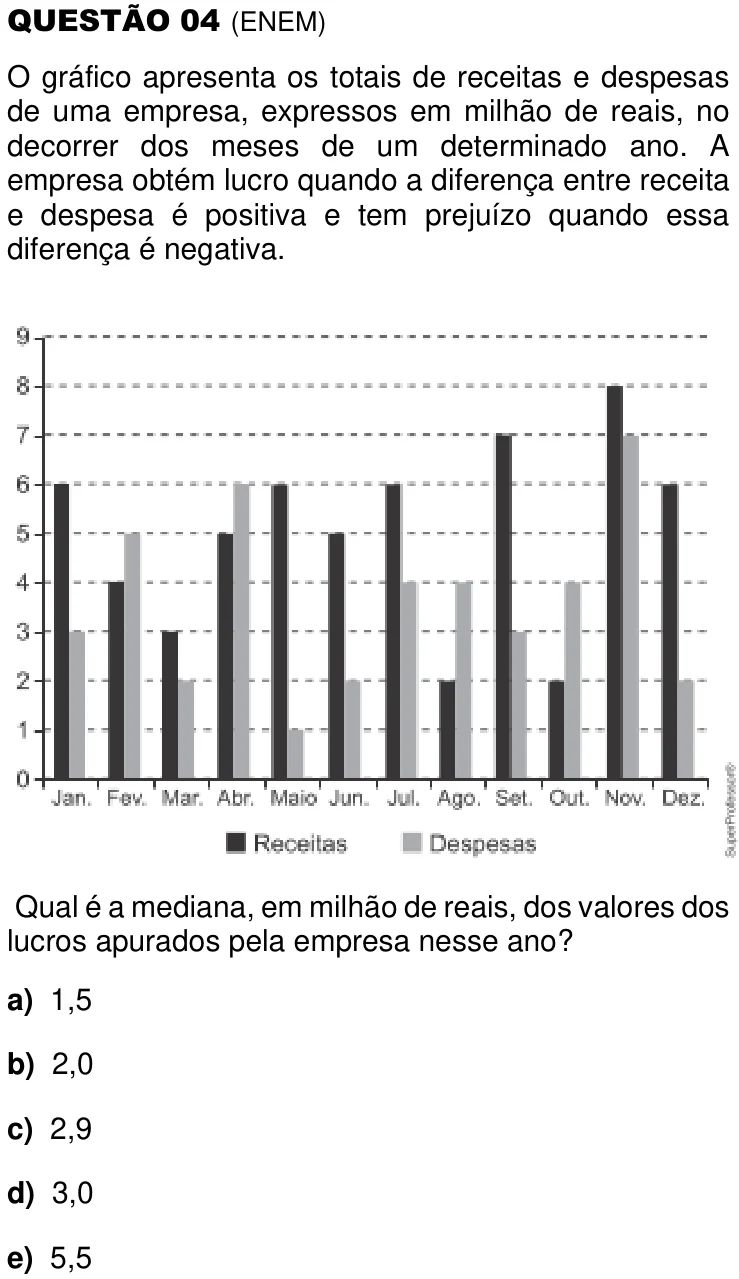 QUESTÃO 04 (ENEM)
O gráfico apresenta os totais de receitas e despesas
de uma empresa, expressos em milhão de reais, no
decorrer dos meses de um determinado ano. A
empresa obtém lucro quando a diferença entre receita
e despesa é positiva e tem prejuízo quando essa
diferença é negativa.
9
8
7
6
5
4
3
2
1
0
Jan. Fev. Mar. Abr. Maio Jun. Jul. Ago. Set. Out. Nov. Dez.
Receitas Despesas
SuperProfessor®
Qual é a mediana, em milhão de reais, dos valores dos
lucros apurados pela empresa nesse ano?
a) 1,5
b) 2,0
c) 2,9
d) 3,0
e) 5,5